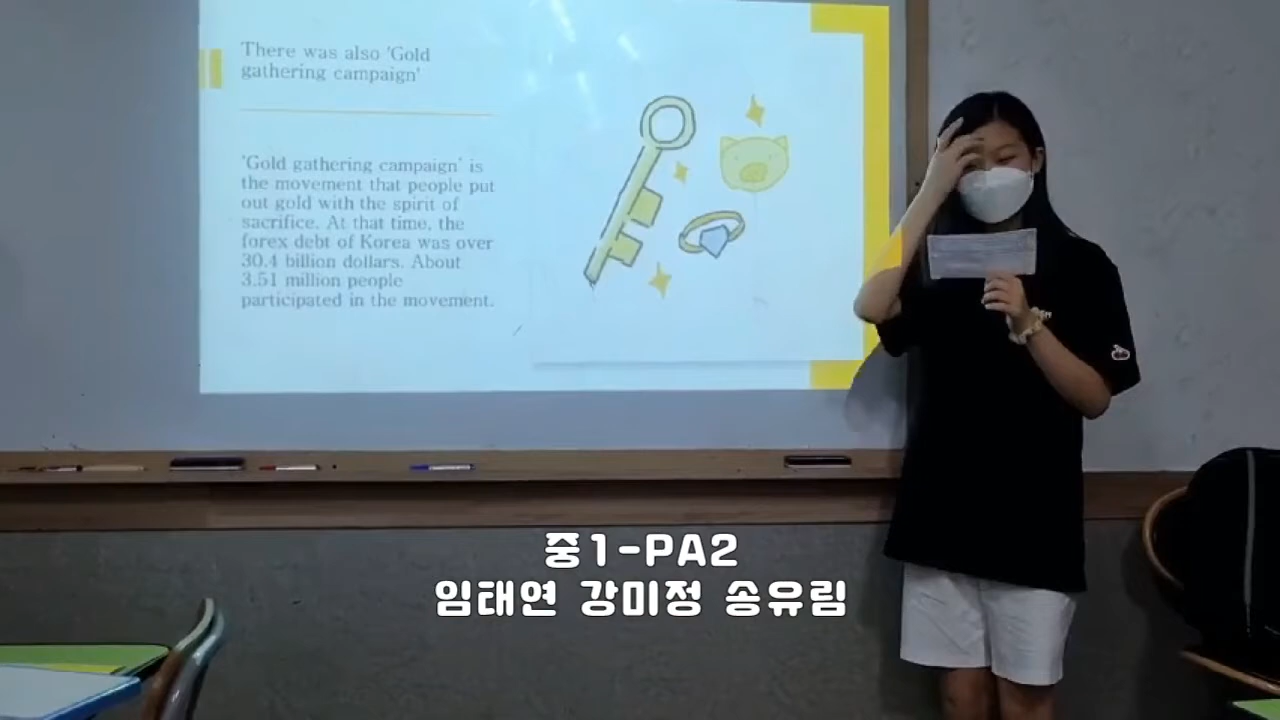 There was also 'Gold
gathering campaign'
'Gold gathering campaign' is
the movement that people put
out gold with the spirit of
sacrifice. At that time, the
forex debt of Korea was over
30.4 billion dollars. About
3.51 million people
participated in the movement.
중1-PA2
임태연 강미정 송유림